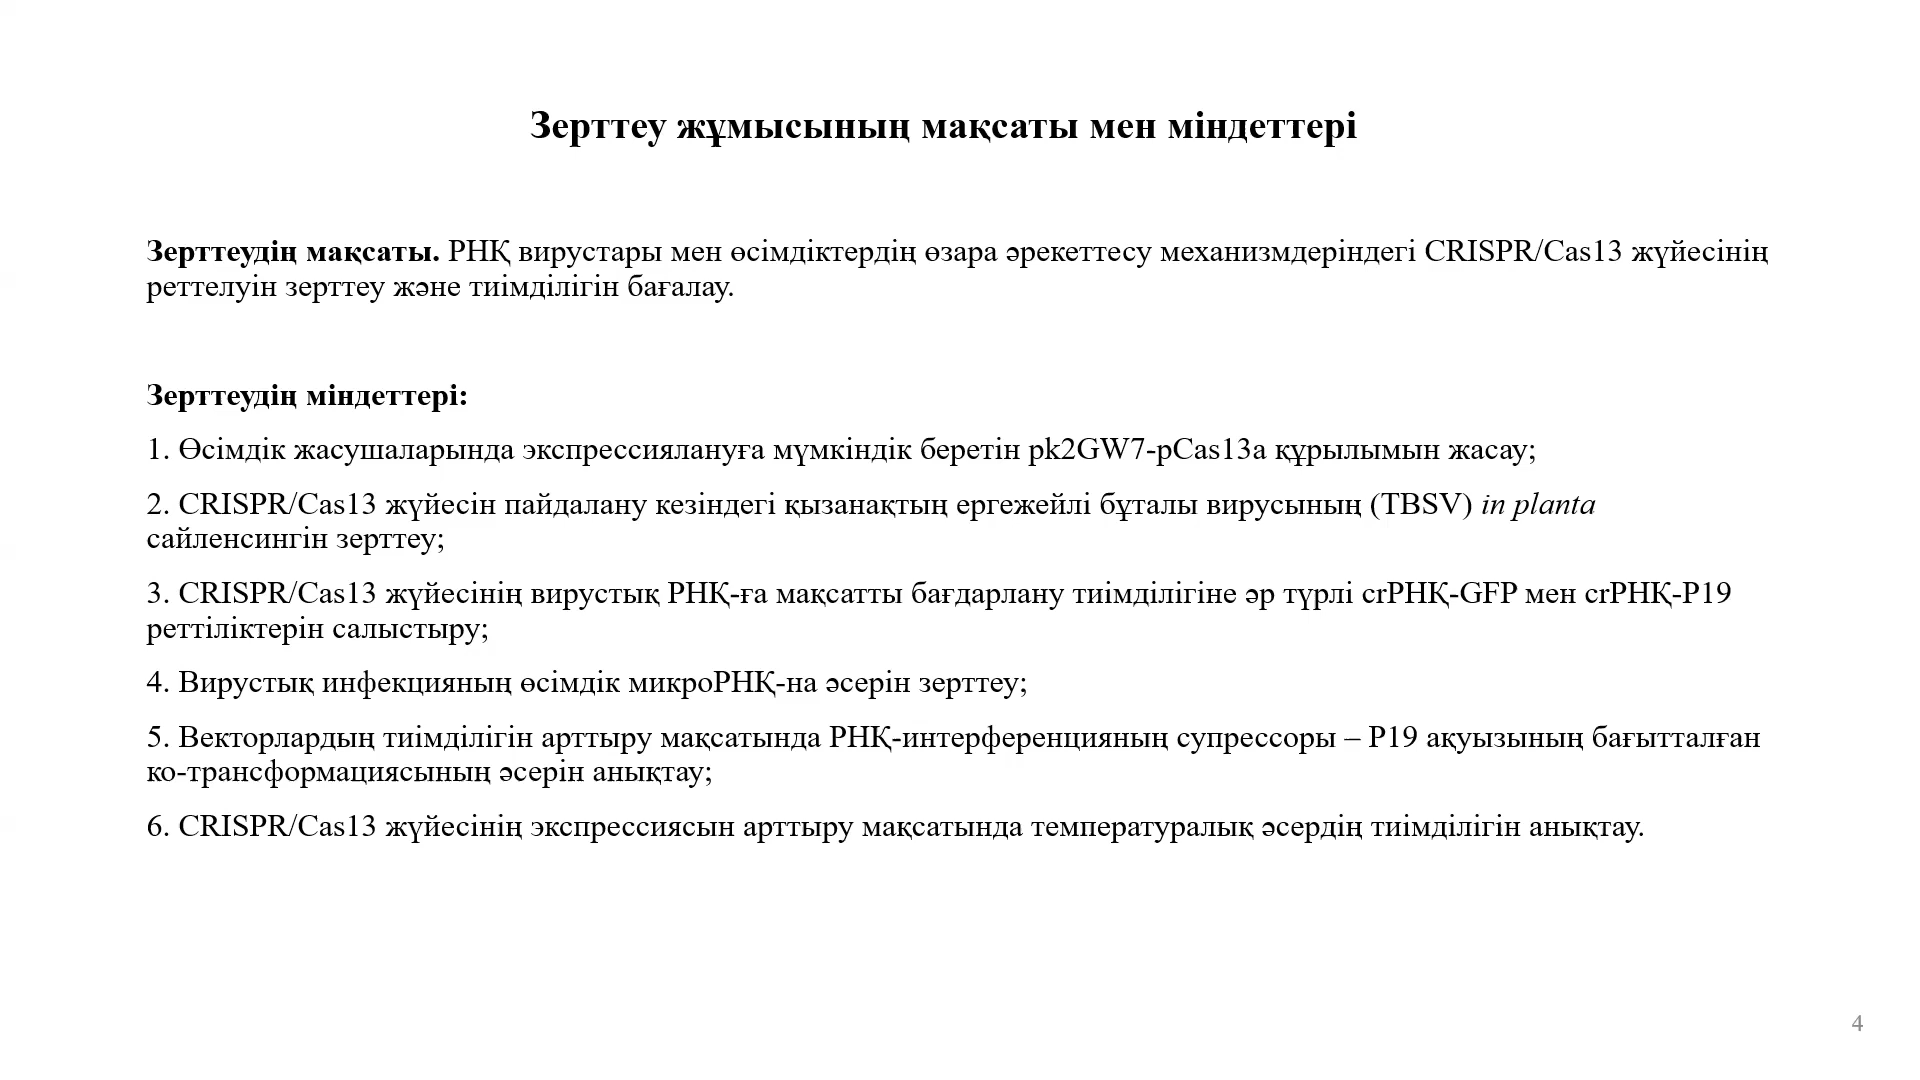 Зерттеу жұмысының мақсаты мен міндеттері
Зерттеудің мақсаты. РНҚ вирустары мен өсімдіктердің өзара әрекеттесу механизмдеріндегі CRISPR/Cas13 жүйесінің
реттелуін зерттеу және тиімділігін бағалау.
Зерттеудің міндеттері:
1. Өсімдік жасушаларында экспрессиялануға мүмкіндік беретін pk2GW7-pCas13a құрылымын жасау;
2. CRISPR/Cas13 жүйесін пайдалану кезіндегі қызанақтың ергежейлі бұталы вирусының (TBSV) in planta
сайленсингін зерттеу;
3. CRISPR/Cas13 жүйесінің вирустық РНҚ-ға мақсатты бағдарлану тиімділігіне әр түрлі crРНҚ-GFP мен crРНҚ-P19
реттіліктерін салыстыру;
4. Вирустық инфекцияның өсімдік микроРНҚ-на әсерін зерттеу;
5. Векторлардың тиімділігін арттыру мақсатында РНҚ-интерференцияның супрессоры – Р19 ақуызының бағытталған
ко-трансформациясының әсерін анықтау;
6. CRISPR/Cas13 жүйесінің экспрессиясын арттыру мақсатында температуралық әсердің тиімділігін анықтау.
4